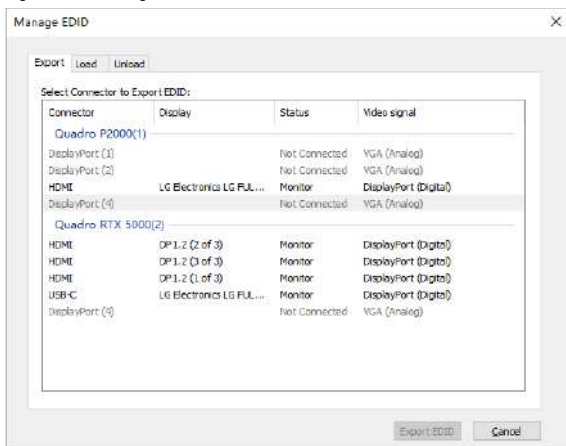 Manage EDID
Export Load Unload
Select Connector to Export EDID:
Connector Display Status Video signal
Quadro P2000(1)
DisplayPort (1) Not Connected VGA (Analog)
DisplayPort (2) Not Connected VGA (Analog)
HDMI LG Electronics LG FUL... Monitor DisplayPort (Digital)
DisplayPort (4) Not Connected VGA (Analog)
Quadro RTX 5000(2)
HDMI DP1.2 (2 of 3) Monitor DisplayPort (Digital)
HDMI DP1.2 (3 of 3) Monitor DisplayPort (Digital)
HDMI DP1.2 (1 of 3) Monitor DisplayPort (Digital)
USB-C LG Electronics LG FUL... Monitor DisplayPort (Digital)
DisplayPort (4) Not Connected VGA (Analog)
Export EDID Cancel